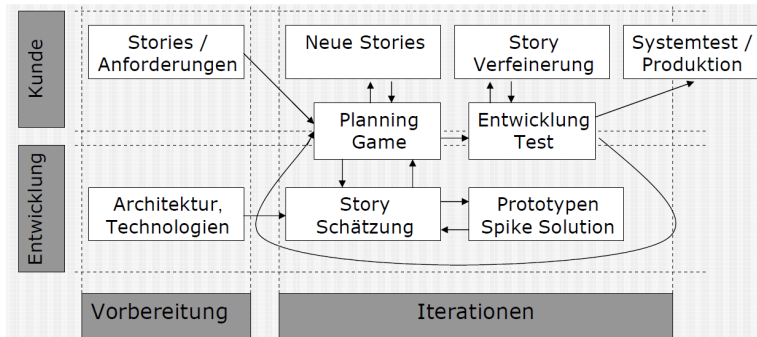 Kunde
Stories /
Anforderungen
Neue Stories
Story
Verfeinerung
Systemtest /
Produktion
Planning
Game
Entwicklung
Test
Entwicklung
Architektur,
Technologien
Story
Schätzung
Prototypen
Spike Solution
Vorbereitung
Iterationen